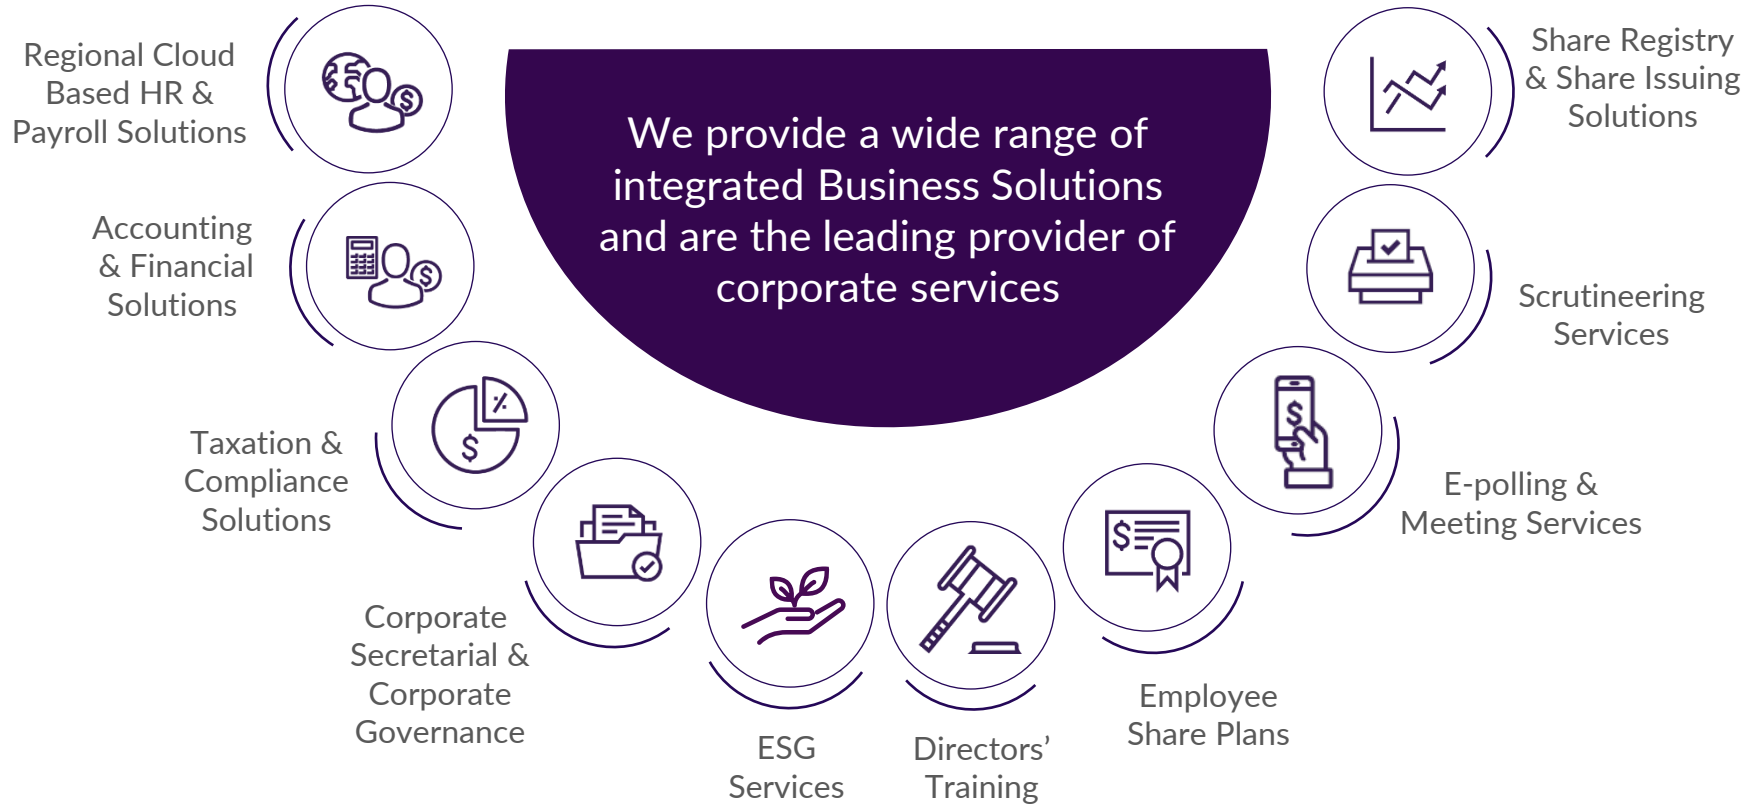 We provide a wide range of
integrated Business Solutions
and are the leading provider of
corporate services
Regional Cloud
Based HR &
Payroll Solutions
Accounting
& Financial
Solutions
Taxation &
Compliance
Solutions
Corporate
Secretarial &
Corporate
Governance
ESG
Services
Directors’
Training
Employee
Share Plans
E-polling &
Meeting Services
Scrutineering
Services
Share Registry
& Share Issuing
Solutions